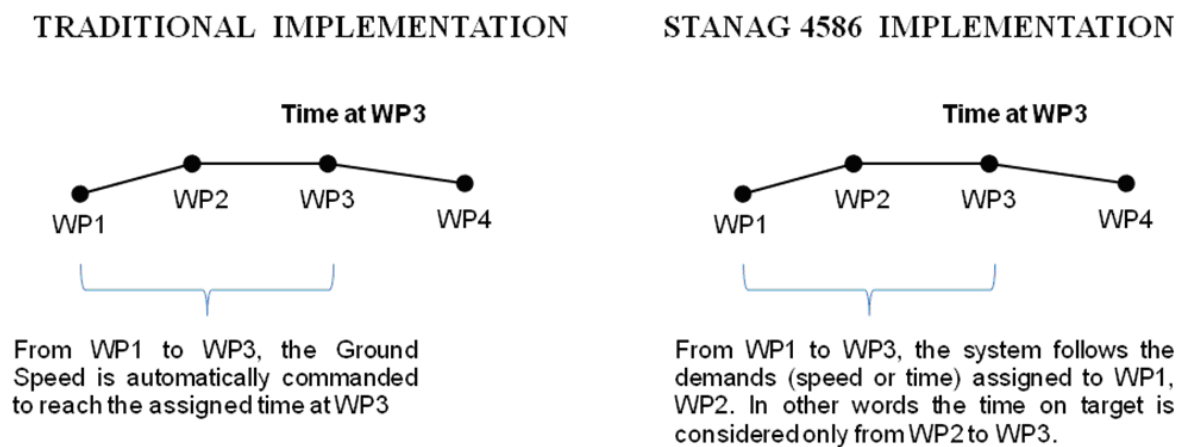 TRADITIONAL IMPLEMENTATION
Time at WP3
WP1
WP2
WP3
WP4
From WP1 to WP3, the Ground
Speed is automatically commanded
to reach the assigned time at WP3
STANAG 4586 IMPLEMENTATION
Time at WP3
WP1
WP2
WP3
WP4
From WP1 to WP3, the system follows the
demands (speed or time) assigned to WP1,
WP2. In other words the time on target is
considered only from WP2 to WP3.